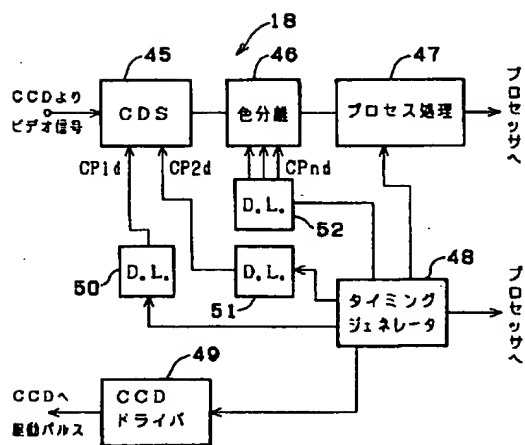 18
45
46
47
CCDより
ビデオ信号
CDS
色分離
プロセス処理
プロセッサへ
CP1d
CP2d
CPnd
D.L.
52
48
50
D.L.
D.L.
51
タイミング
ジェネレータ
プロセッサへ
49
CCDへ
駆動パルス
CCD
ドライバ